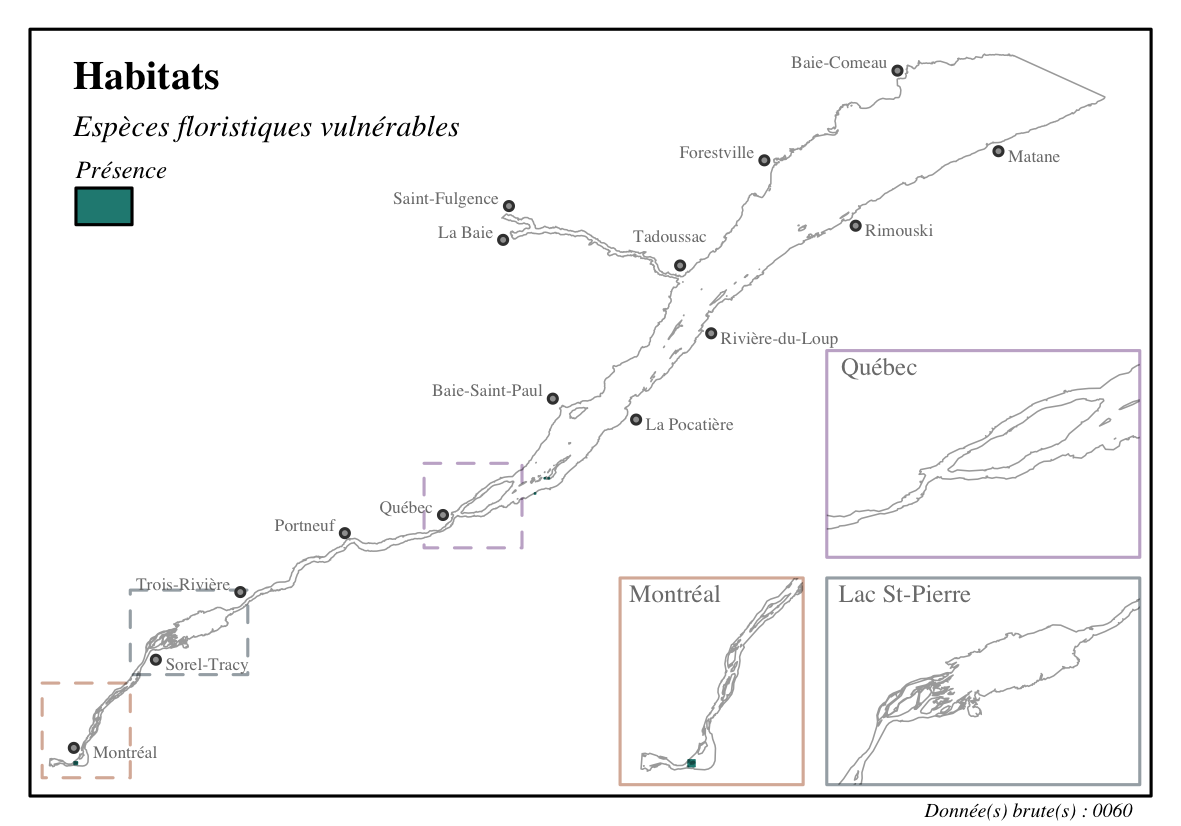 Habitats
Espèces floristiques vulnérables
Présence
Baie-Comeau
Forestville
Matane
Saint-Fulgence
La Baie
Tadoussac
Rimouski
Rivière-du-Loup
Québec
Baie-Saint-Paul
La Pocatière
Québec
Portneuf
Trois-Rivière
Montréal
Lac St-Pierre
Sorel-Tracy
Montréal
Donnée(s) brute(s) : 0060